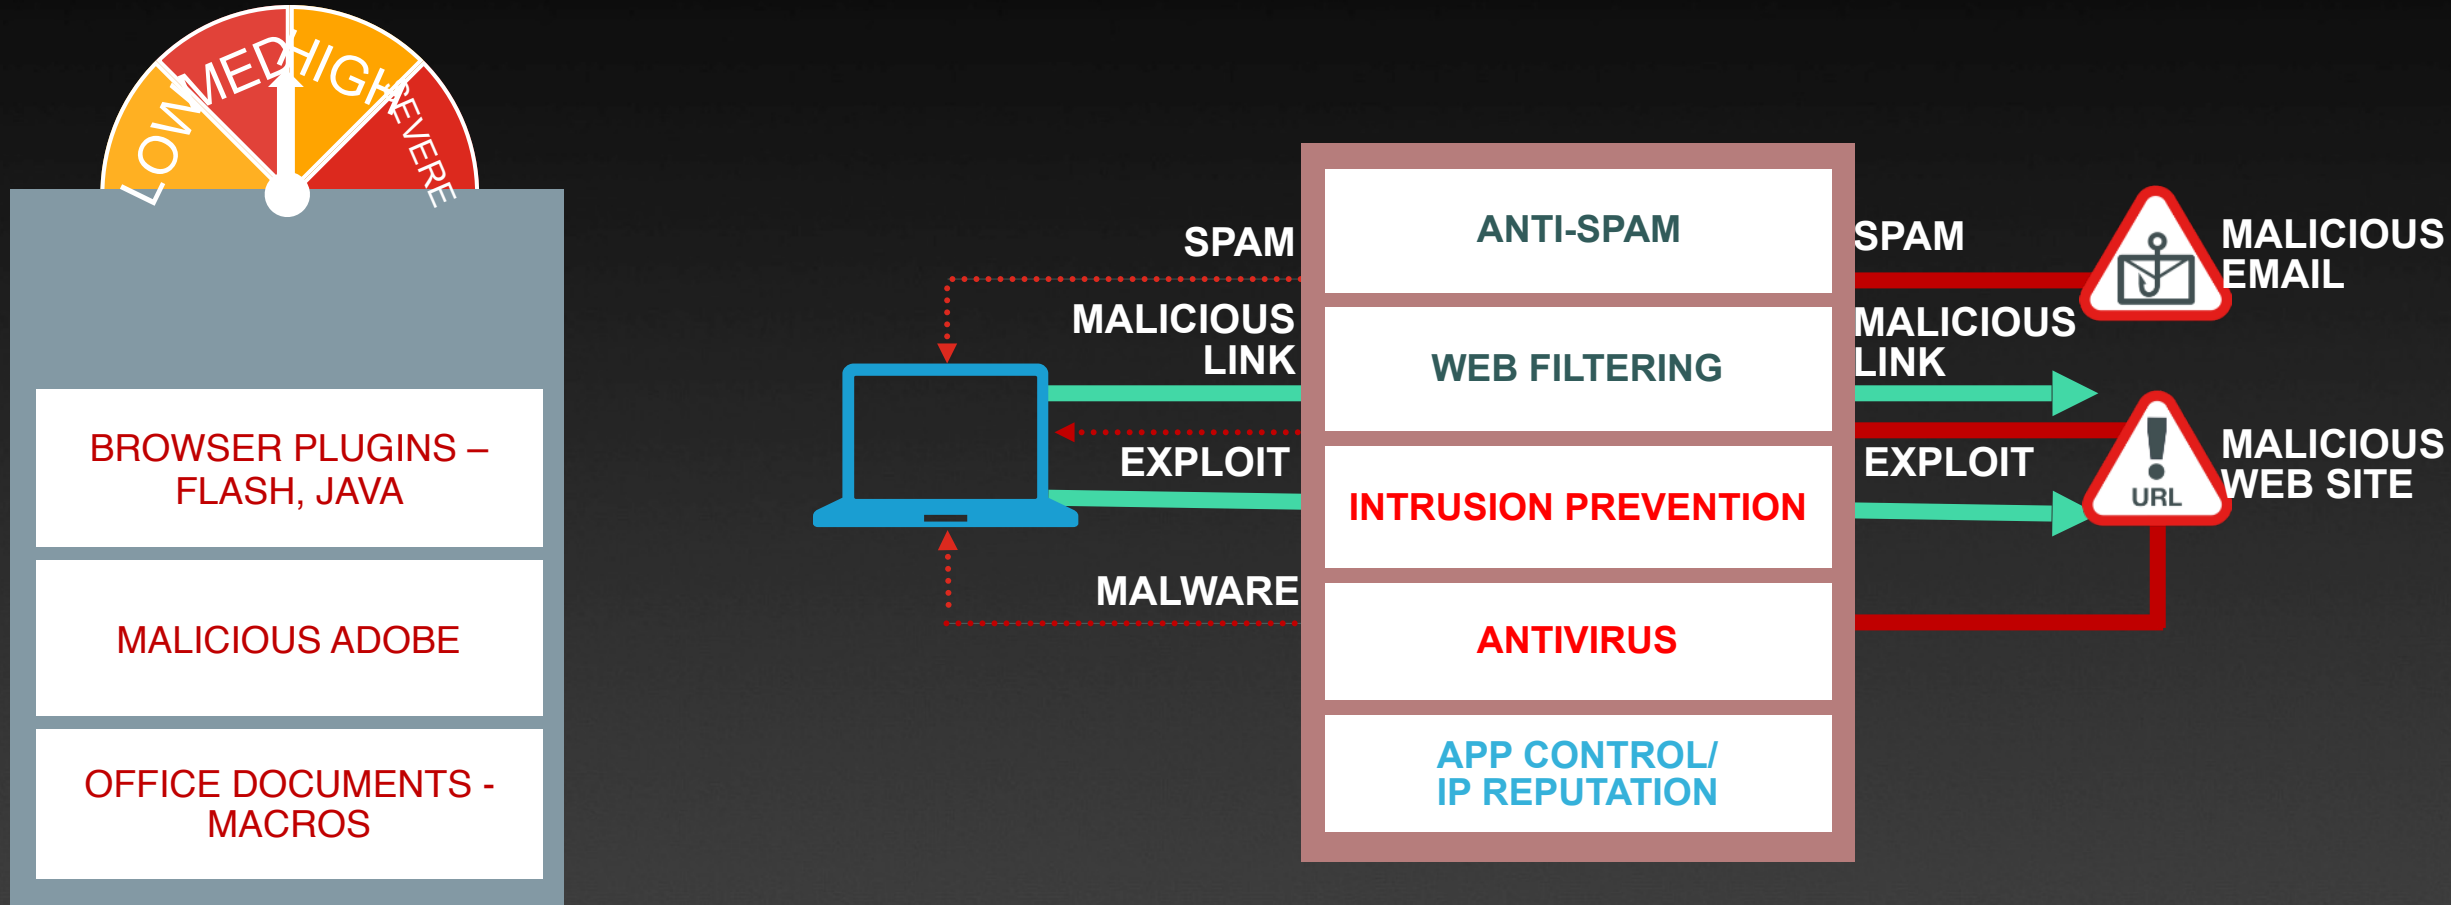 LOW
MED
HIGH
SEVERE
BROWSER PLUGINS –
FLASH, JAVA
MALICIOUS ADOBE
OFFICE DOCUMENTS -
MACROS
SPAM
MALICIOUS
LINK
EXPLOIT
MALWARE
ANTI-SPAM
WEB FILTERING
INTRUSION PREVENTION
ANTIVIRUS
APP CONTROL/
IP REPUTATION
SPAM
MALICIOUS
LINK
EXPLOIT
MALICIOUS
EMAIL
URL
MALICIOUS
WEB SITE